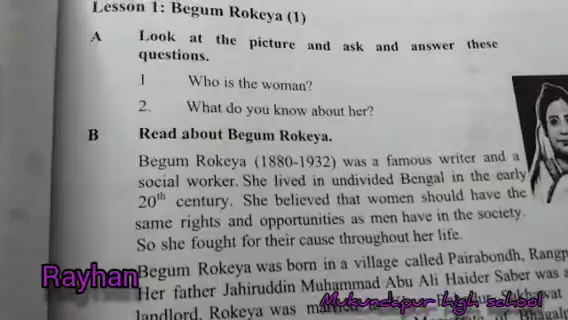 Lesson 1: Begum Rokeya (1)
A Look at the picture and ask and answer these
questions.
1 Who is the woman?
2. What do you know about her?
B Read about Begum Rokeya.
Begum Rokeya (1880-1932) was a famous writer and a
social worker. She lived in undivided Bengal in the early
20th century. She believed that women should have the
same rights and opportunities as men have in the society.
So she fought for their cause throughout her life.
Begum Rokeya was born in a village called Pairabondh, Rangp
Her father Jahiruddin Muhammad Abu Ali Haider Saber was a
landlord. Rokeya was of Bhagalp
Rayhan
Mukundapur high school